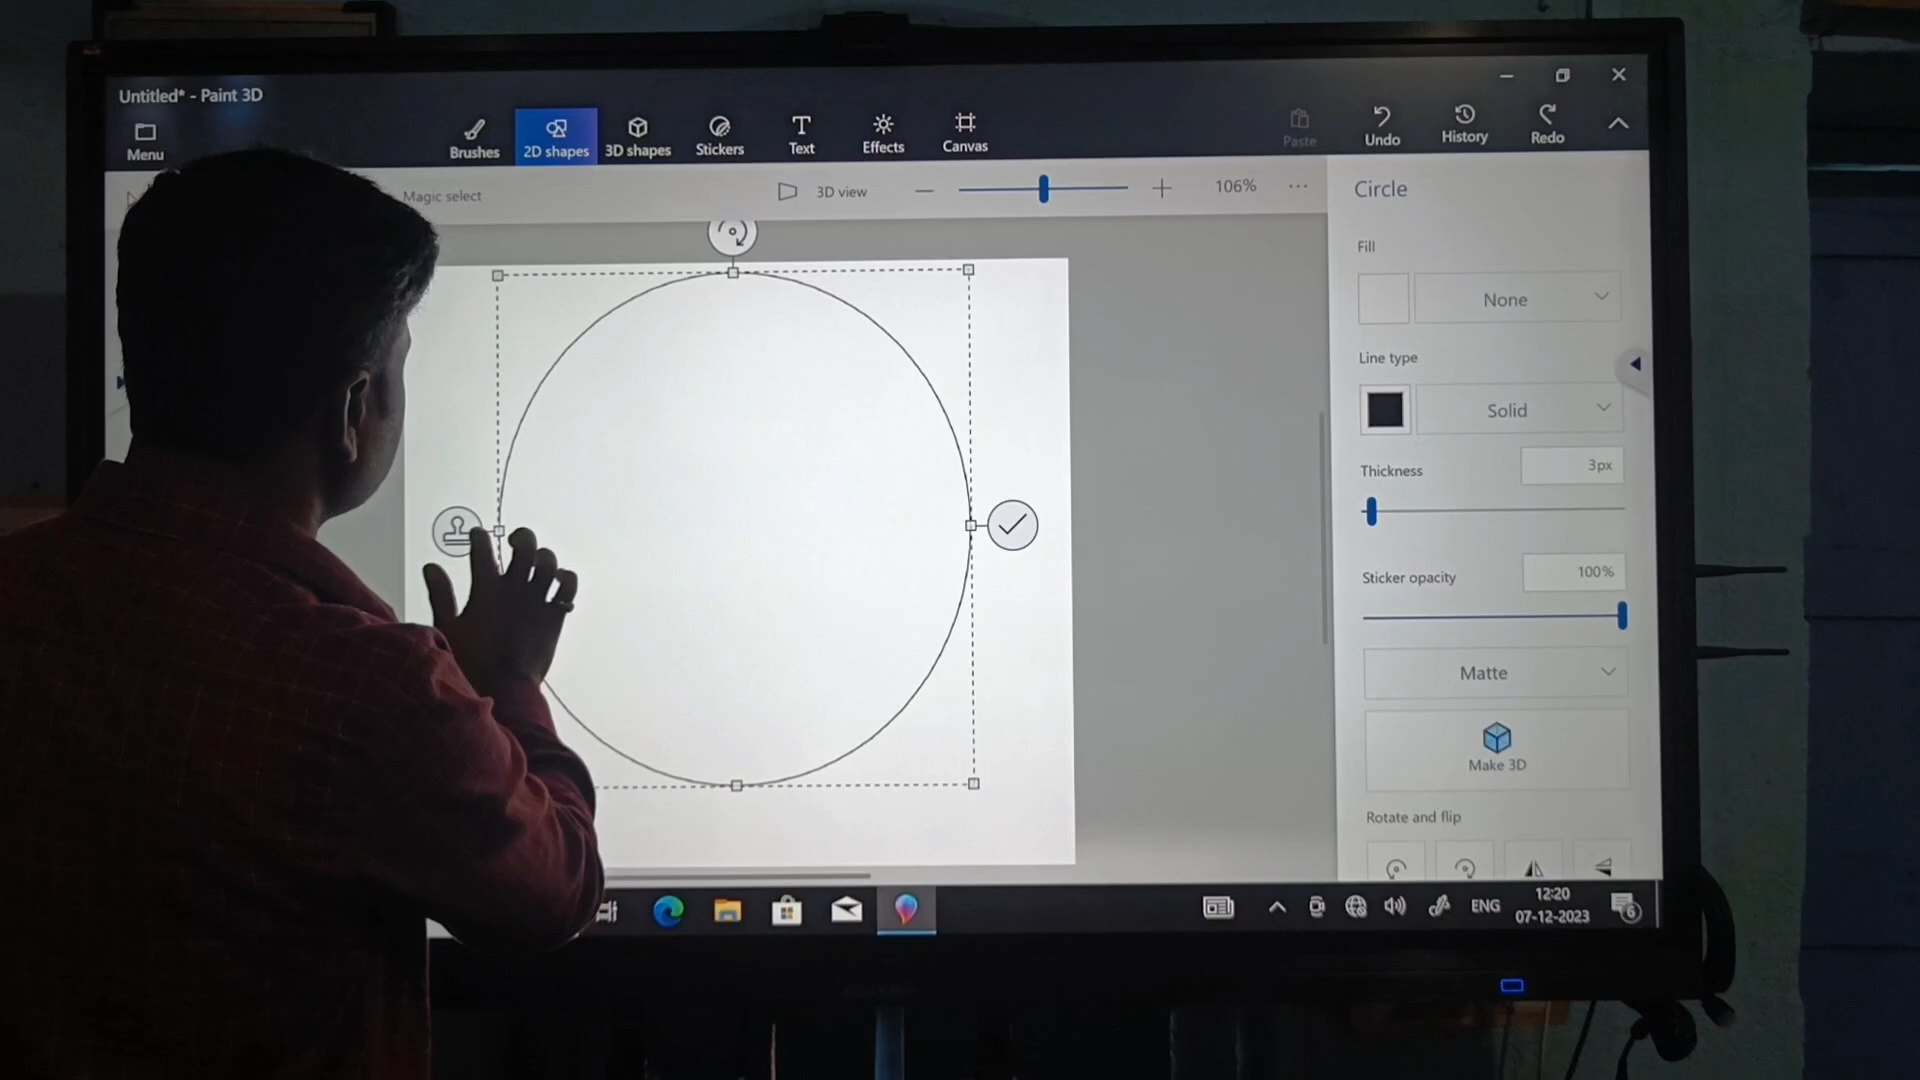 Untitled* - Paint 3D
Menu
Brushes
2D shapes
3D shapes
Stickers
Text
Effects
Canvas
Paste
Undo
History
Redo
Magic select
3D view
106%
Circle
Fill
None
Line type
Solid
Thickness
3px
Sticker opacity
100%
Matte
Make 3D
Rotate and flip
ENG
12:20
07-12-2023
6